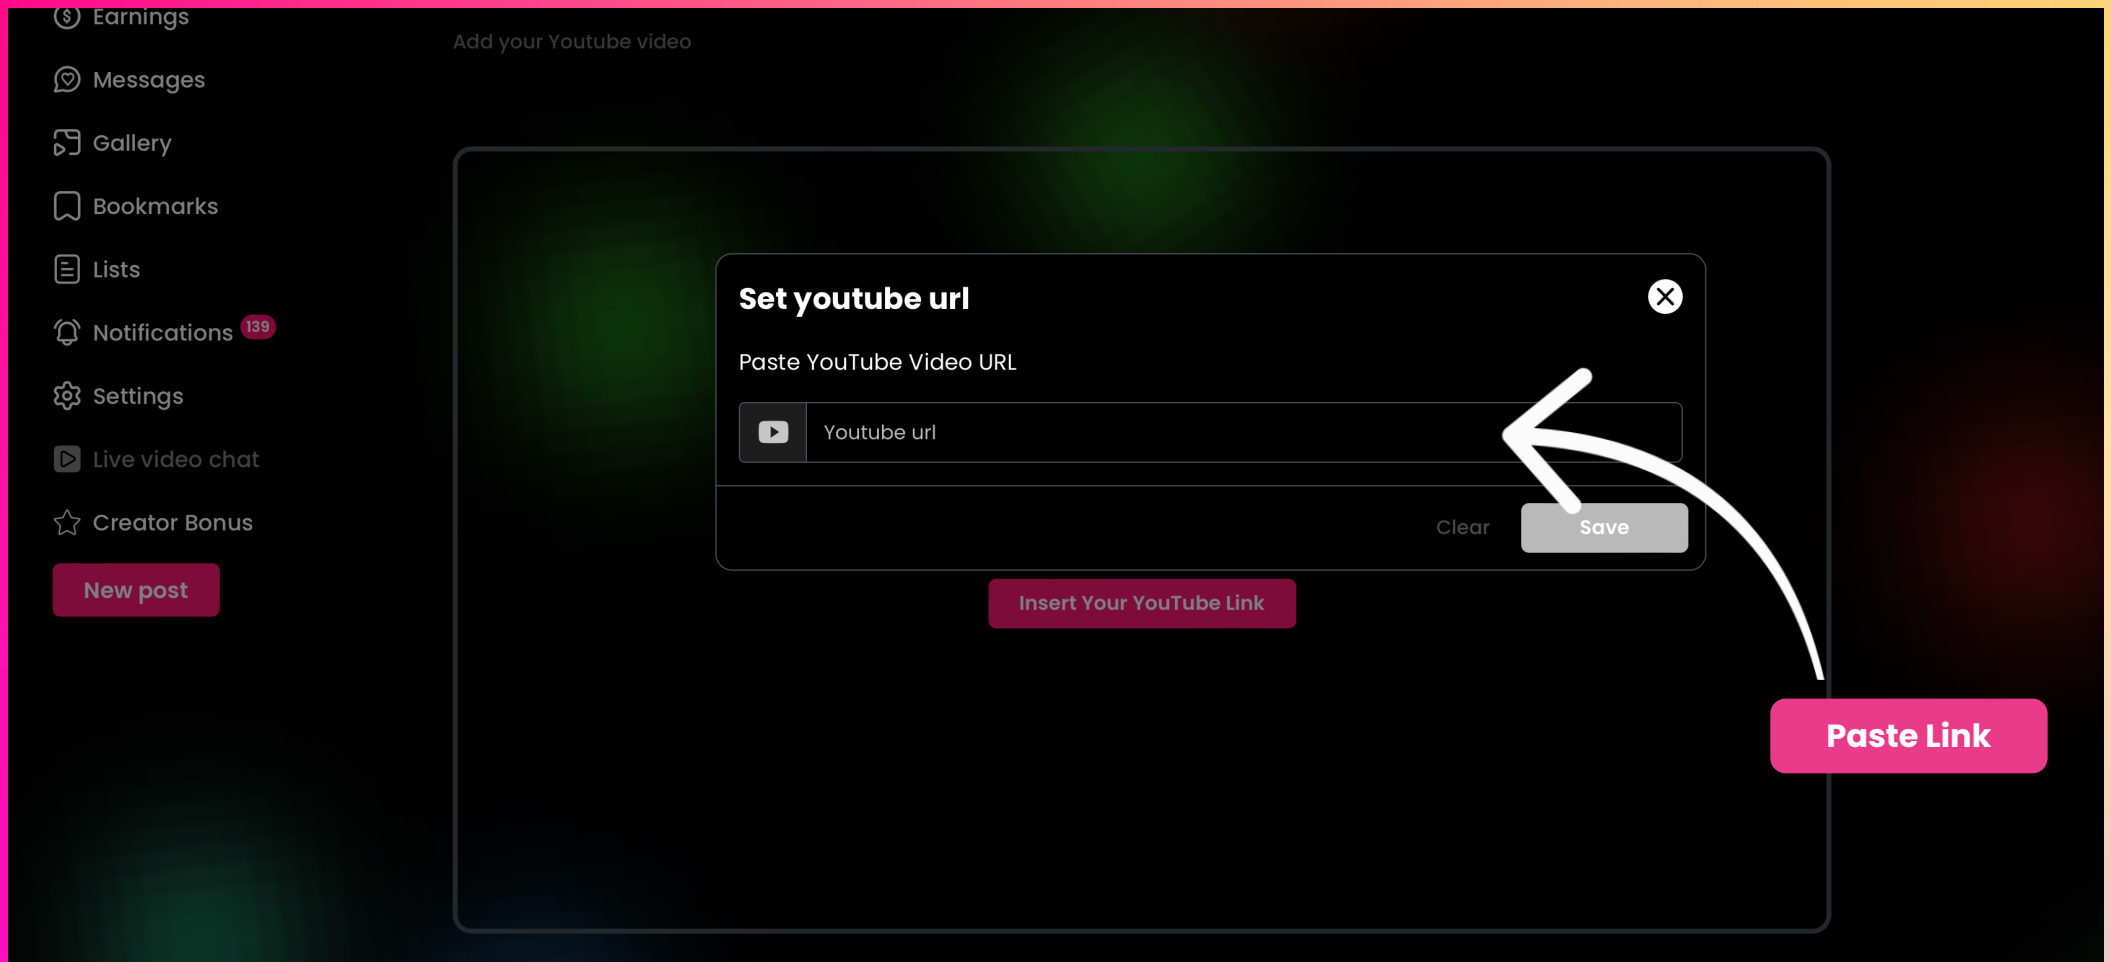 Earnings
Add your Youtube video
Messages
Gallery
Bookmarks
Lists
Notifications 139
Settings
Live video chat
Creator Bonus
New post
Set youtube url
Paste YouTube Video URL
Youtube url
Clear
Save
Insert Your YouTube Link
Paste Link